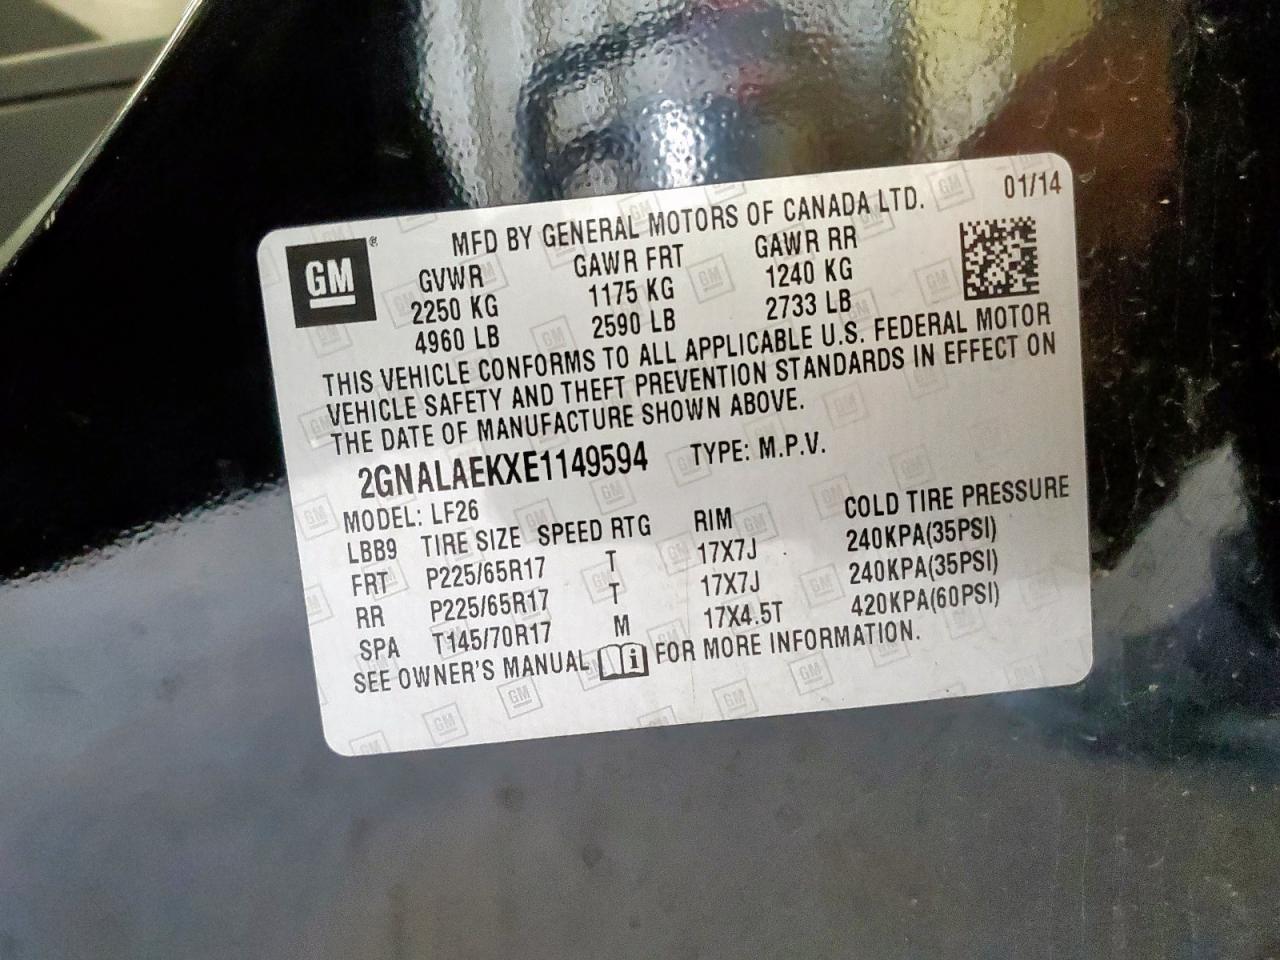 GM®
MFD BY GENERAL MOTORS OF CANADA LTD. 01/14
GVWR GAWR FRT GAWR RR
2250 KG 1175 KG 1240 KG
4960 LB 2590 LB 2733 LB
THIS VEHICLE CONFORMS TO ALL APPLICABLE U.S. FEDERAL MOTOR
VEHICLE SAFETY AND THEFT PREVENTION STANDARDS IN EFFECT ON
THE DATE OF MANUFACTURE SHOWN ABOVE.
2GNALAEKXE1149594 TYPE: M.P.V.
MODEL: LF26
LBB9 TIRE SIZE SPEED RTG RIM COLD TIRE PRESSURE
FRT P225/65R17 T 17X7J 240KPA(35PSI)
RR P225/65R17 T 17X7J 240KPA(35PSI)
SPA T145/70R17 M 17X4.5T 420KPA(60PSI)
SEE OWNER'S MANUAL i FOR MORE INFORMATION.